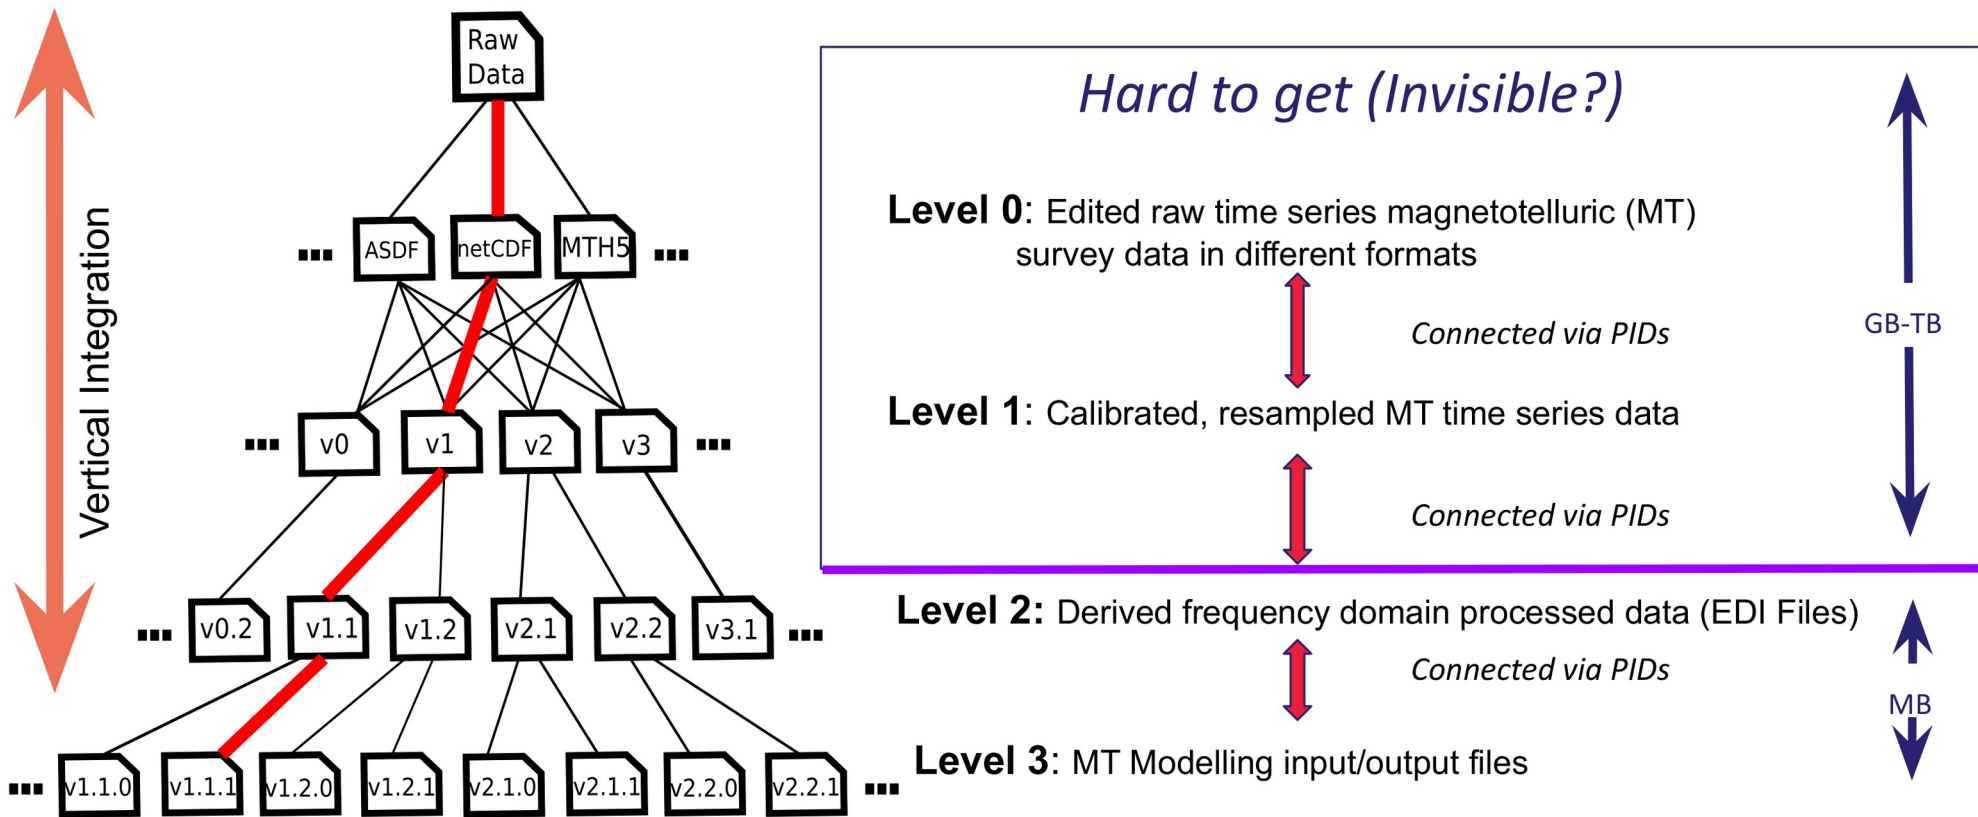 Raw
Data
Hard to get (Invisible?)
Vertical Integration
... ASDF netCDF MTH5 ...
Level 0: Edited raw time series magnetotelluric (MT)
survey data in different formats
Connected via PIDs
GB-TB
... v0 v1 v2 v3 ...
Level 1: Calibrated, resampled MT time series data
Connected via PIDs
... v0.2 v1.1 v1.2 v2.1 v2.2 v3.1 ...
Level 2: Derived frequency domain processed data (EDI Files)
Connected via PIDs
MB
... v1.1.0 v1.1.1 v1.2.0 v1.2.1 v2.1.0 v2.1.1 v2.2.0 v2.2.1 ...
Level 3: MT Modelling input/output files